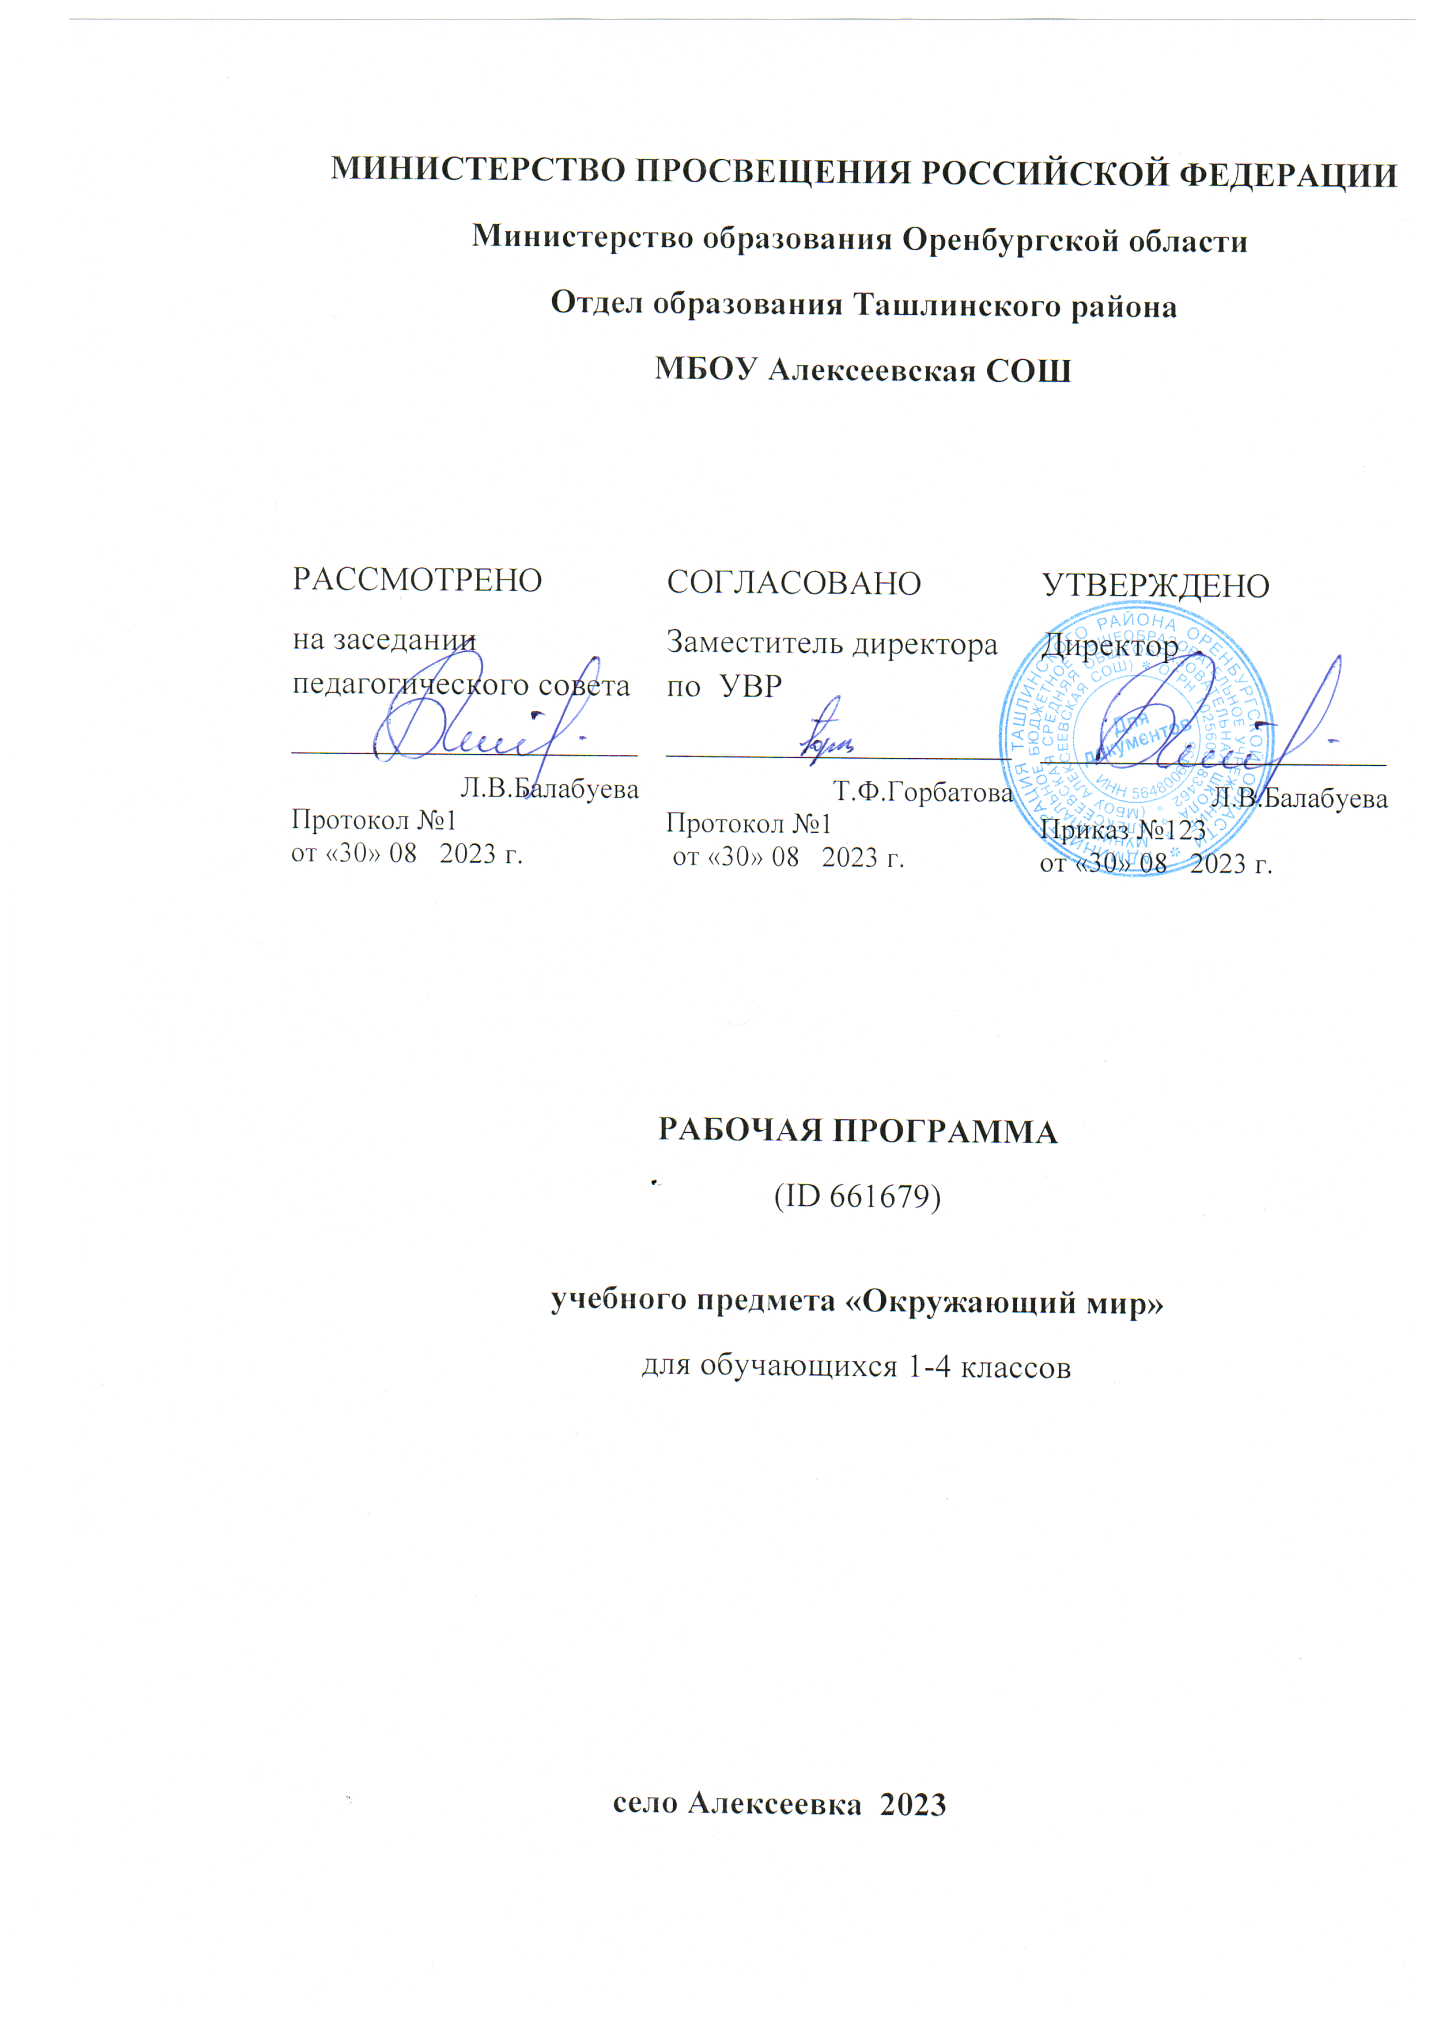 МИНИСТЕРСТВО ПРОСВЕЩЕНИЯ РОССИЙСКОЙ ФЕДЕРАЦИИ
Министерство образования Оренбургской области
Отдел образования Ташлинского района
МБОУ Алексеевская СОШ
РАССМОТРЕНО
на заседании
педагогического совета
Л.В.Балабуева
Протокол №1
от «30» 08 2023 г.
СОГЛАСОВАНО
Заместитель директора
по УВР
Т.Ф.Горбатова
Протокол №1
от «30» 08 2023 г.
УТВЕРЖДЕНО
Директор
Для
документов
Л.В.Балабуева
Приказ №123
от «30» 08 2023 г.
РАБОЧАЯ ПРОГРАММА
(ID 661679)
учебного предмета «Окружающий мир»
для обучающихся 1-4 классов
село Алексеевка 2023